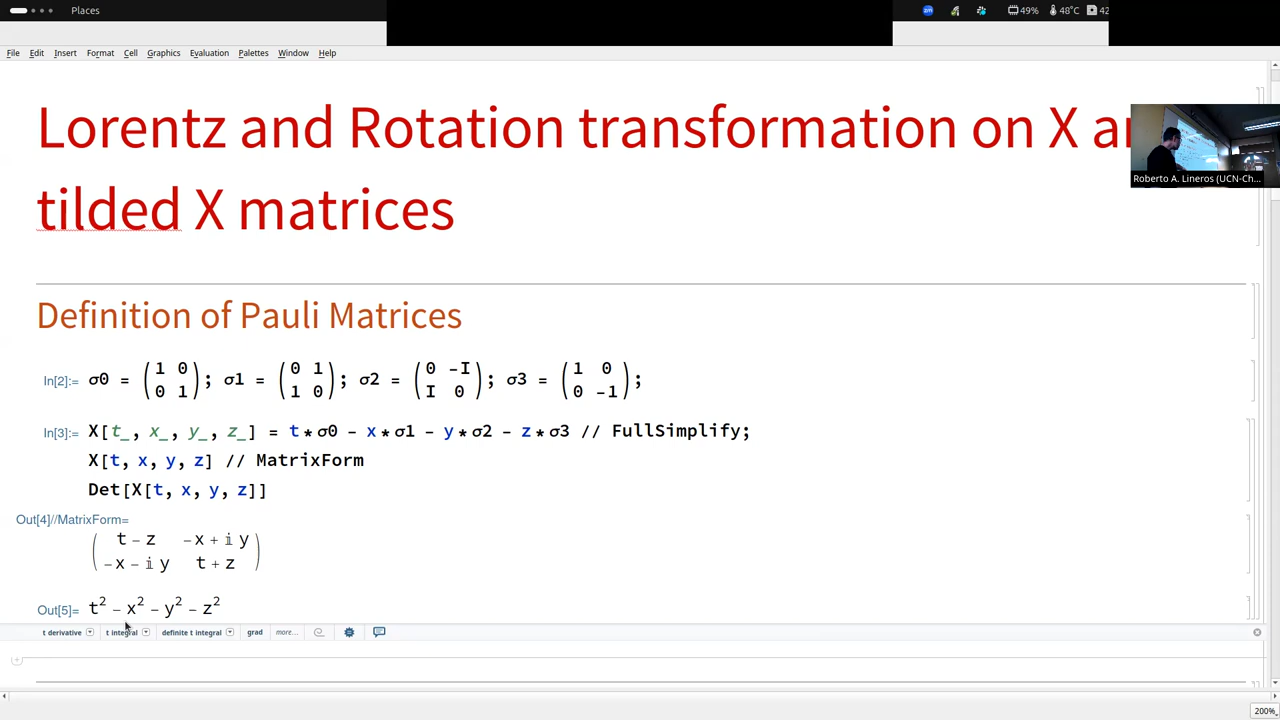 Places
49% 48°C 42
File Edit Insert Format Cell Graphics Evaluation Palettes Window Help
Lorentz and Rotation transformation on X
tilded X matrices
Roberto A. Lineros (UCN-Ch...
Definition of Pauli Matrices
In[2]:= σ0 = (1 0; 0 1); σ1 = (0 1; 1 0); σ2 = (0 -I; I 0); σ3 = (1 0; 0 -1);
In[3]:= X[t_, x_, y_, z_] = t*σ0 - x*σ1 - y*σ2 - z*σ3 // FullSimplify;
X[t, x, y, z] // MatrixForm
Det[X[t, x, y, z]]
Out[4]//MatrixForm=
t - z   -x + i y
-x - i y   t + z
Out[5]= t² - x² - y² - z²
t derivative t integral definite t integral grad more...
200%